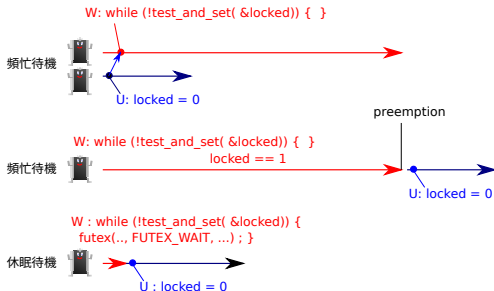 W: while (!test_and_set( &locked)) {  }
頻忙待機
U: locked = 0
preemption
W: while (!test_and_set( &locked)) {  }
locked == 1
頻忙待機
U: locked = 0
W : while (!test_and_set( &locked)) {
futex(.., FUTEX_WAIT, ...) ; }
休眠待機
U : locked = 0